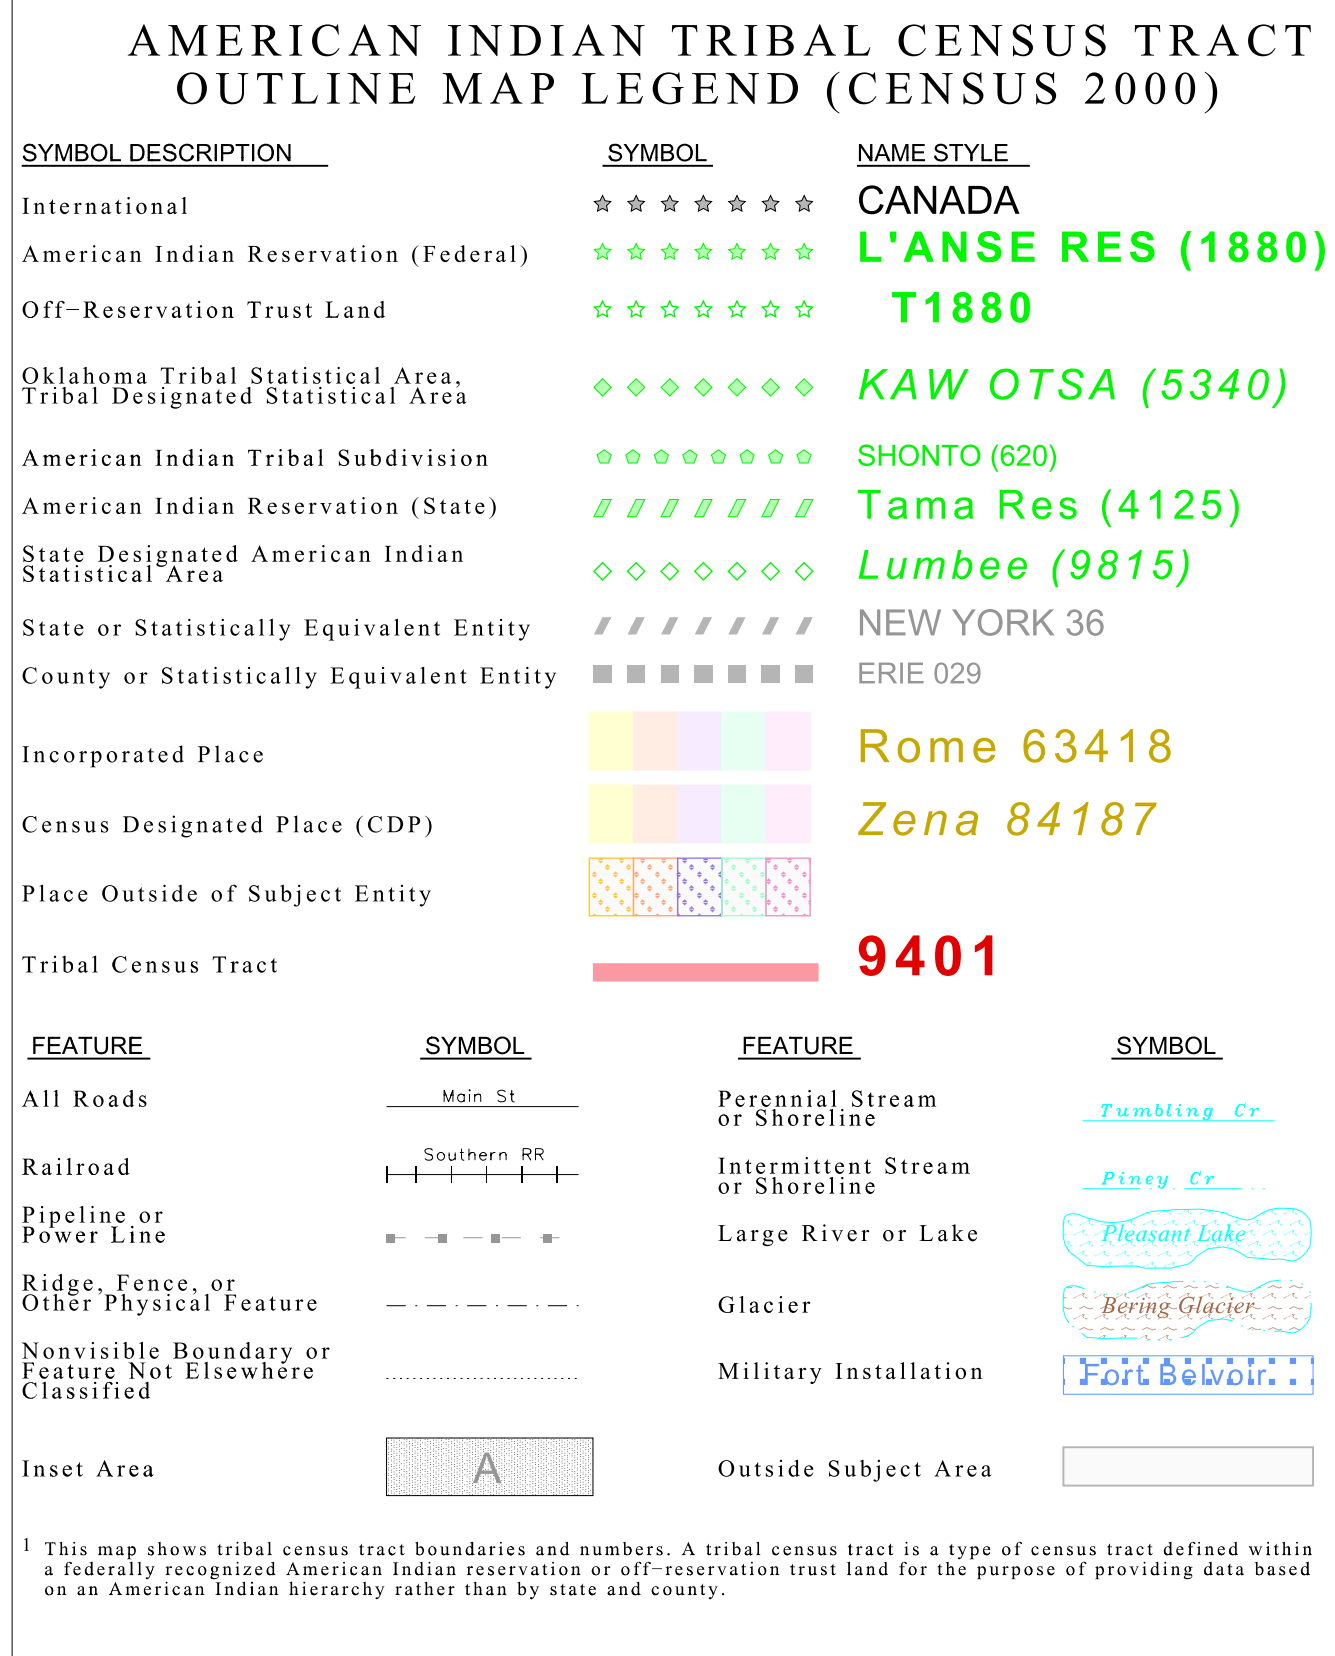 AMERICAN INDIAN TRIBAL CENSUS TRACT
OUTLINE MAP LEGEND (CENSUS 2000)
SYMBOL DESCRIPTION SYMBOL NAME STYLE
International CANADA
American Indian Reservation (Federal) L'ANSE RES (1880)
Off−Reservation Trust Land T1880
Oklahoma Tribal Statistical Area,
Tribal Designated Statistical Area KAW OTSA (5340)
American Indian Tribal Subdivision SHONTO (620)
American Indian Reservation (State) Tama Res (4125)
State Designated American Indian
Statistical Area Lumbee (9815)
State or Statistically Equivalent Entity NEW YORK 36
County or Statistically Equivalent Entity ERIE 029
Incorporated Place Rome 63418
Census Designated Place (CDP) Zena 84187
Place Outside of Subject Entity
Tribal Census Tract 9401
FEATURE SYMBOL
All Roads Main St
Railroad Southern RR
Pipeline or
Power Line
Ridge, Fence, or
Other Physical Feature
Nonvisible Boundary or
Feature Not Elsewhere
Classified
Inset Area A
FEATURE SYMBOL
Perennial Stream
or Shoreline Tumbling Cr
Intermittent Stream
or Shoreline Piney Cr
Large River or Lake Pleasant Lake
Glacier Bering Glacier
Military Installation Fort Belvoir
Outside Subject Area
1 This map shows tribal census tract boundaries and numbers. A tribal census tract is a type of census tract defined within
a federally recognized American Indian reservation or off−reservation trust land for the purpose of providing data based
on an American Indian hierarchy rather than by state and county.